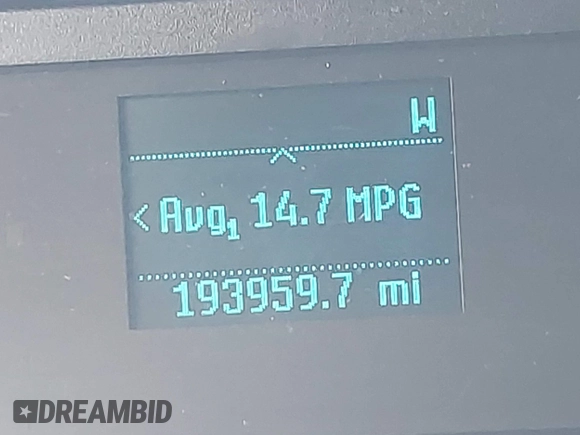 W
< Avg₁ 14.7 MPG
193959.7 mi
DREAMBID